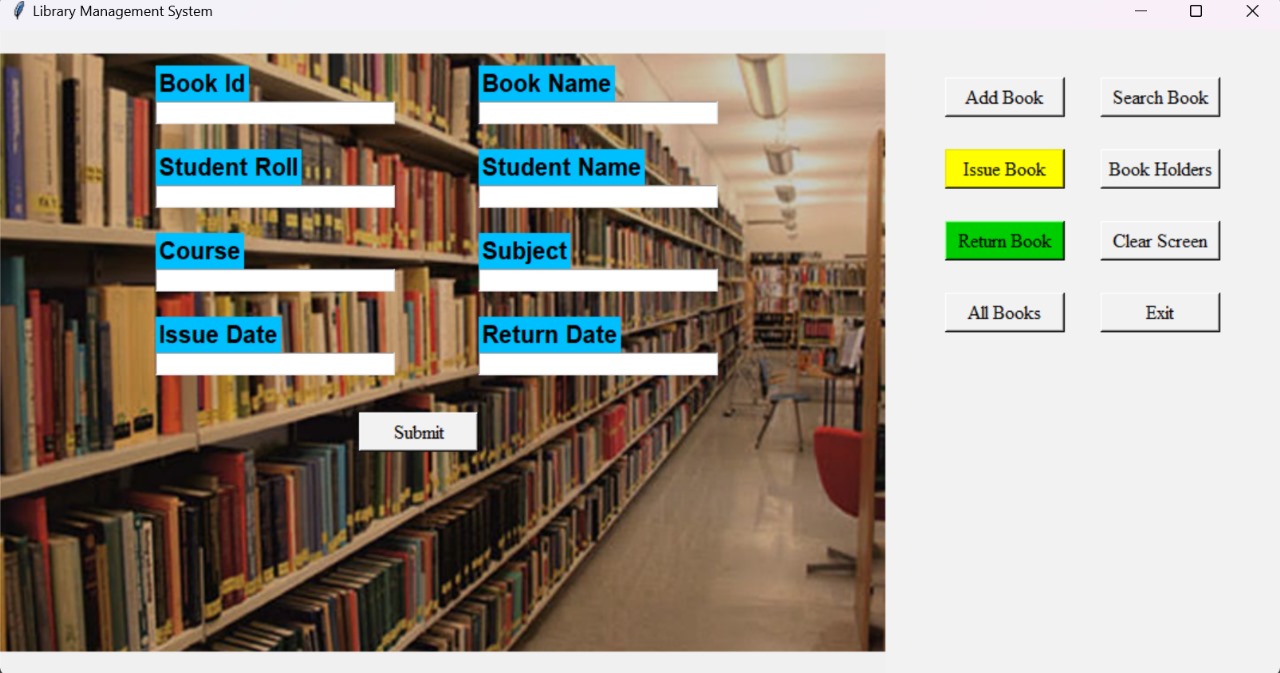 Library Management System
Book Id
Book Name
Student Roll
Student Name
Course
Subject
Issue Date
Return Date
Submit
Add Book
Search Book
Issue Book
Book Holders
Return Book
Clear Screen
All Books
Exit